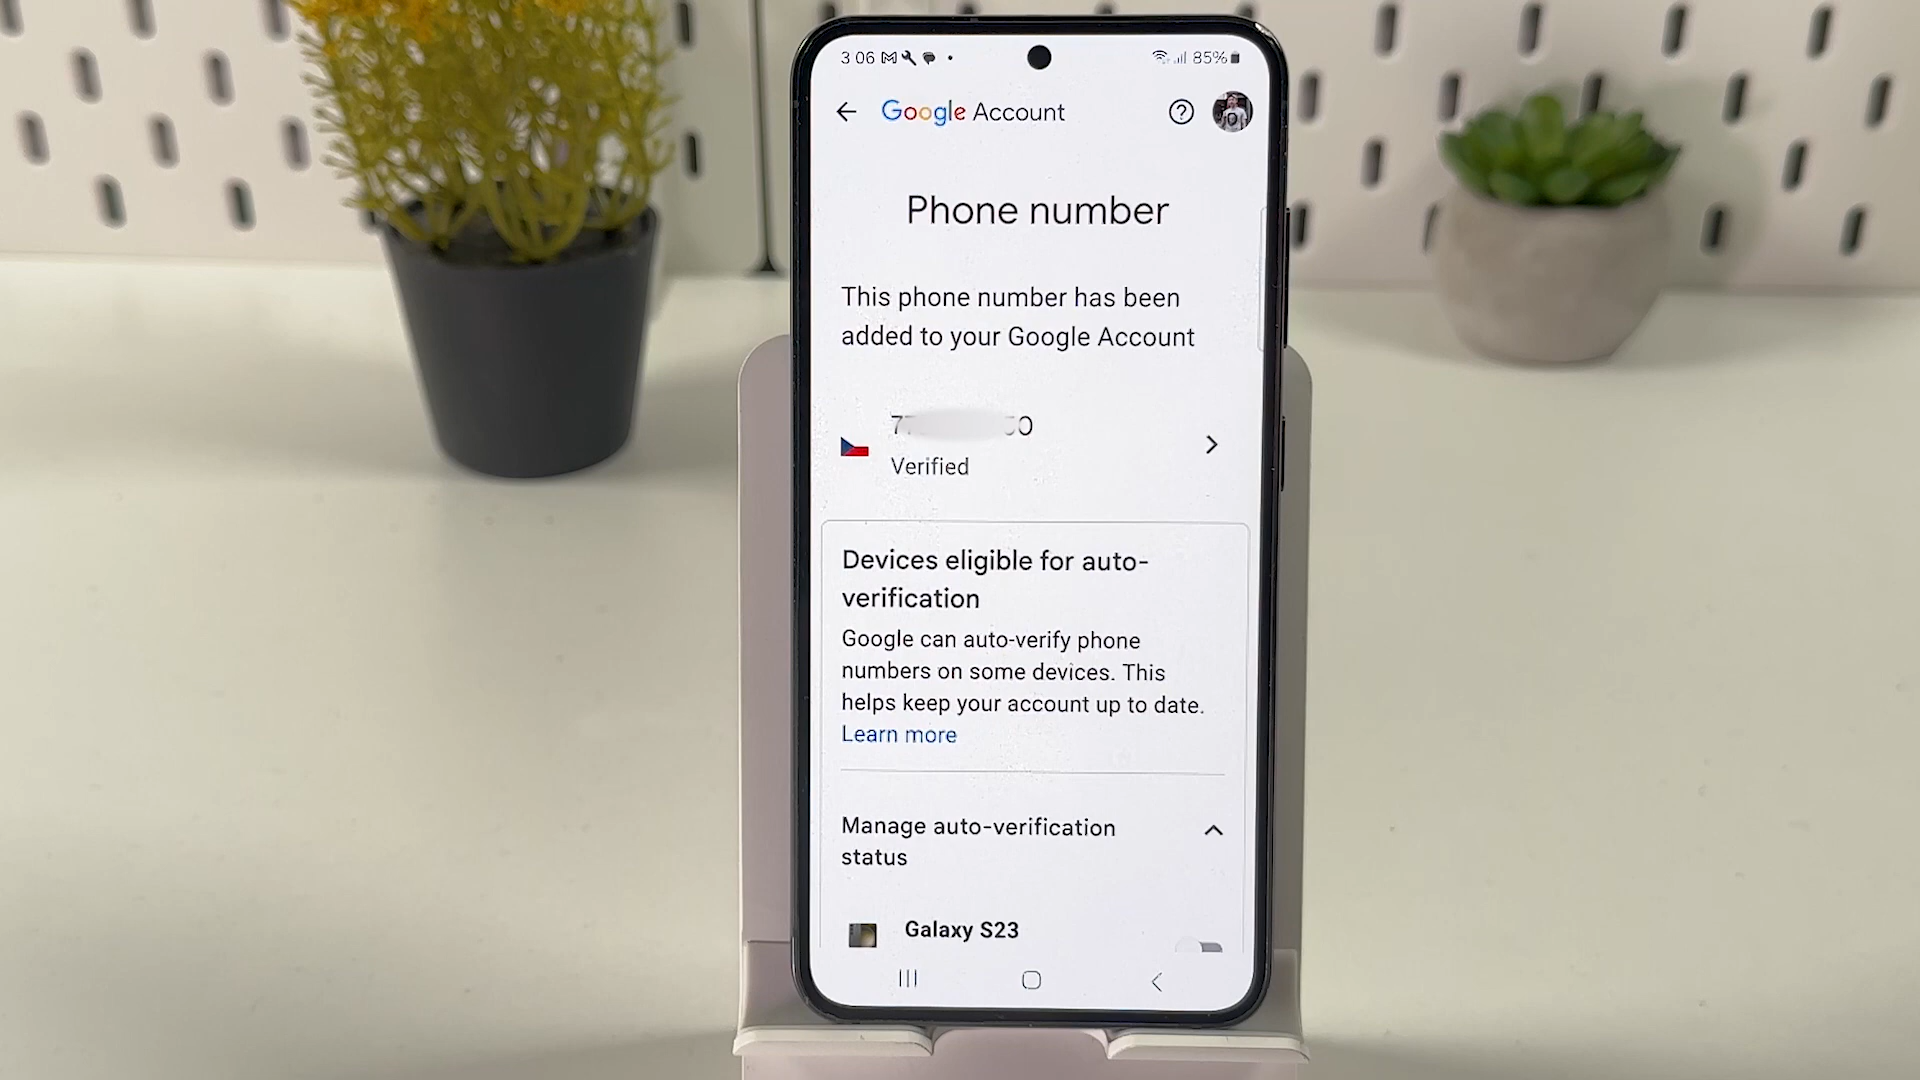 3 06 85%
Google Account
Phone number
This phone number has been
added to your Google Account
Verified
Devices eligible for auto-
verification
Google can auto-verify phone
numbers on some devices. This
helps keep your account up to date.
Learn more
Manage auto-verification
status
Galaxy S23